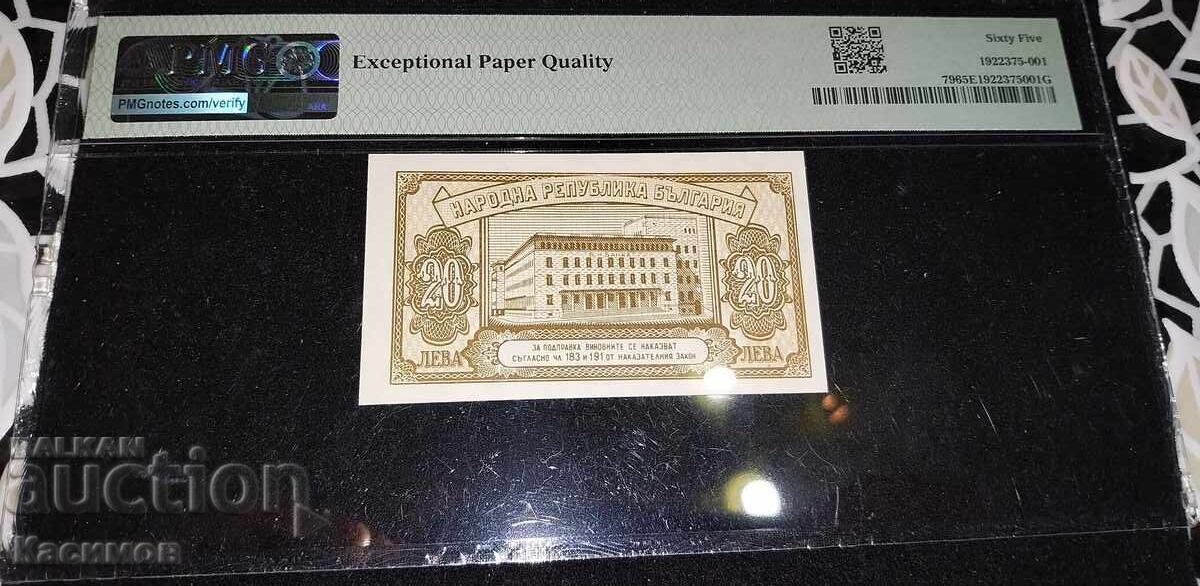 PMG
PMGnotes.com/verify
Exceptional Paper Quality
Sixty Five
1922375-001
7965E1922375001G
НАРОДНА РЕПУБЛИКА БЪЛГАРИЯ
20
20
ЛЕВА
ЛЕВА
ЗА ПОДПРАВКА ВИНОВНИТЕ СЕ НАКАЗВАТ
СЪГЛАСНО ЧЛ 183 И 191 ОТ НАКАЗАТЕЛНИЯ ЗАКОН
BALKAN
auction
Касимов